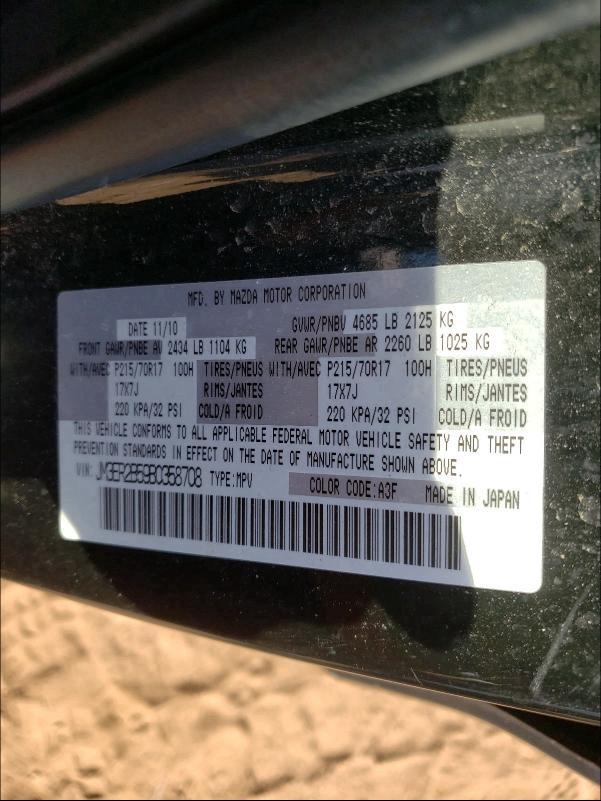 MFD. BY MAZDA MOTOR CORPORATION
DATE 11/10 GVWR/PNBV 4685 LB 2125 KG
FRONT GAWR/PNBE AV 2434 LB 1104 KG REAR GAWR/PNBE AR 2260 LB 1025 KG
WITH/AVEC P215/70R17 100H TIRES/PNEUS WITH/AVEC P215/70R17 100H TIRES/PNEUS
17X7J RIMS/JANTES 17X7J RIMS/JANTES
220 KPA/32 PSI COLD/A FROID 220 KPA/32 PSI COLD/A FROID
THIS VEHICLE CONFORMS TO ALL APPLICABLE FEDERAL MOTOR VEHICLE SAFETY AND THEFT
PREVENTION STANDARDS IN EFFECT ON THE DATE OF MANUFACTURE SHOWN ABOVE.
VIN: JM3ER2B59B0358708 TYPE:MPV COLOR CODE:A3F MADE IN JAPAN